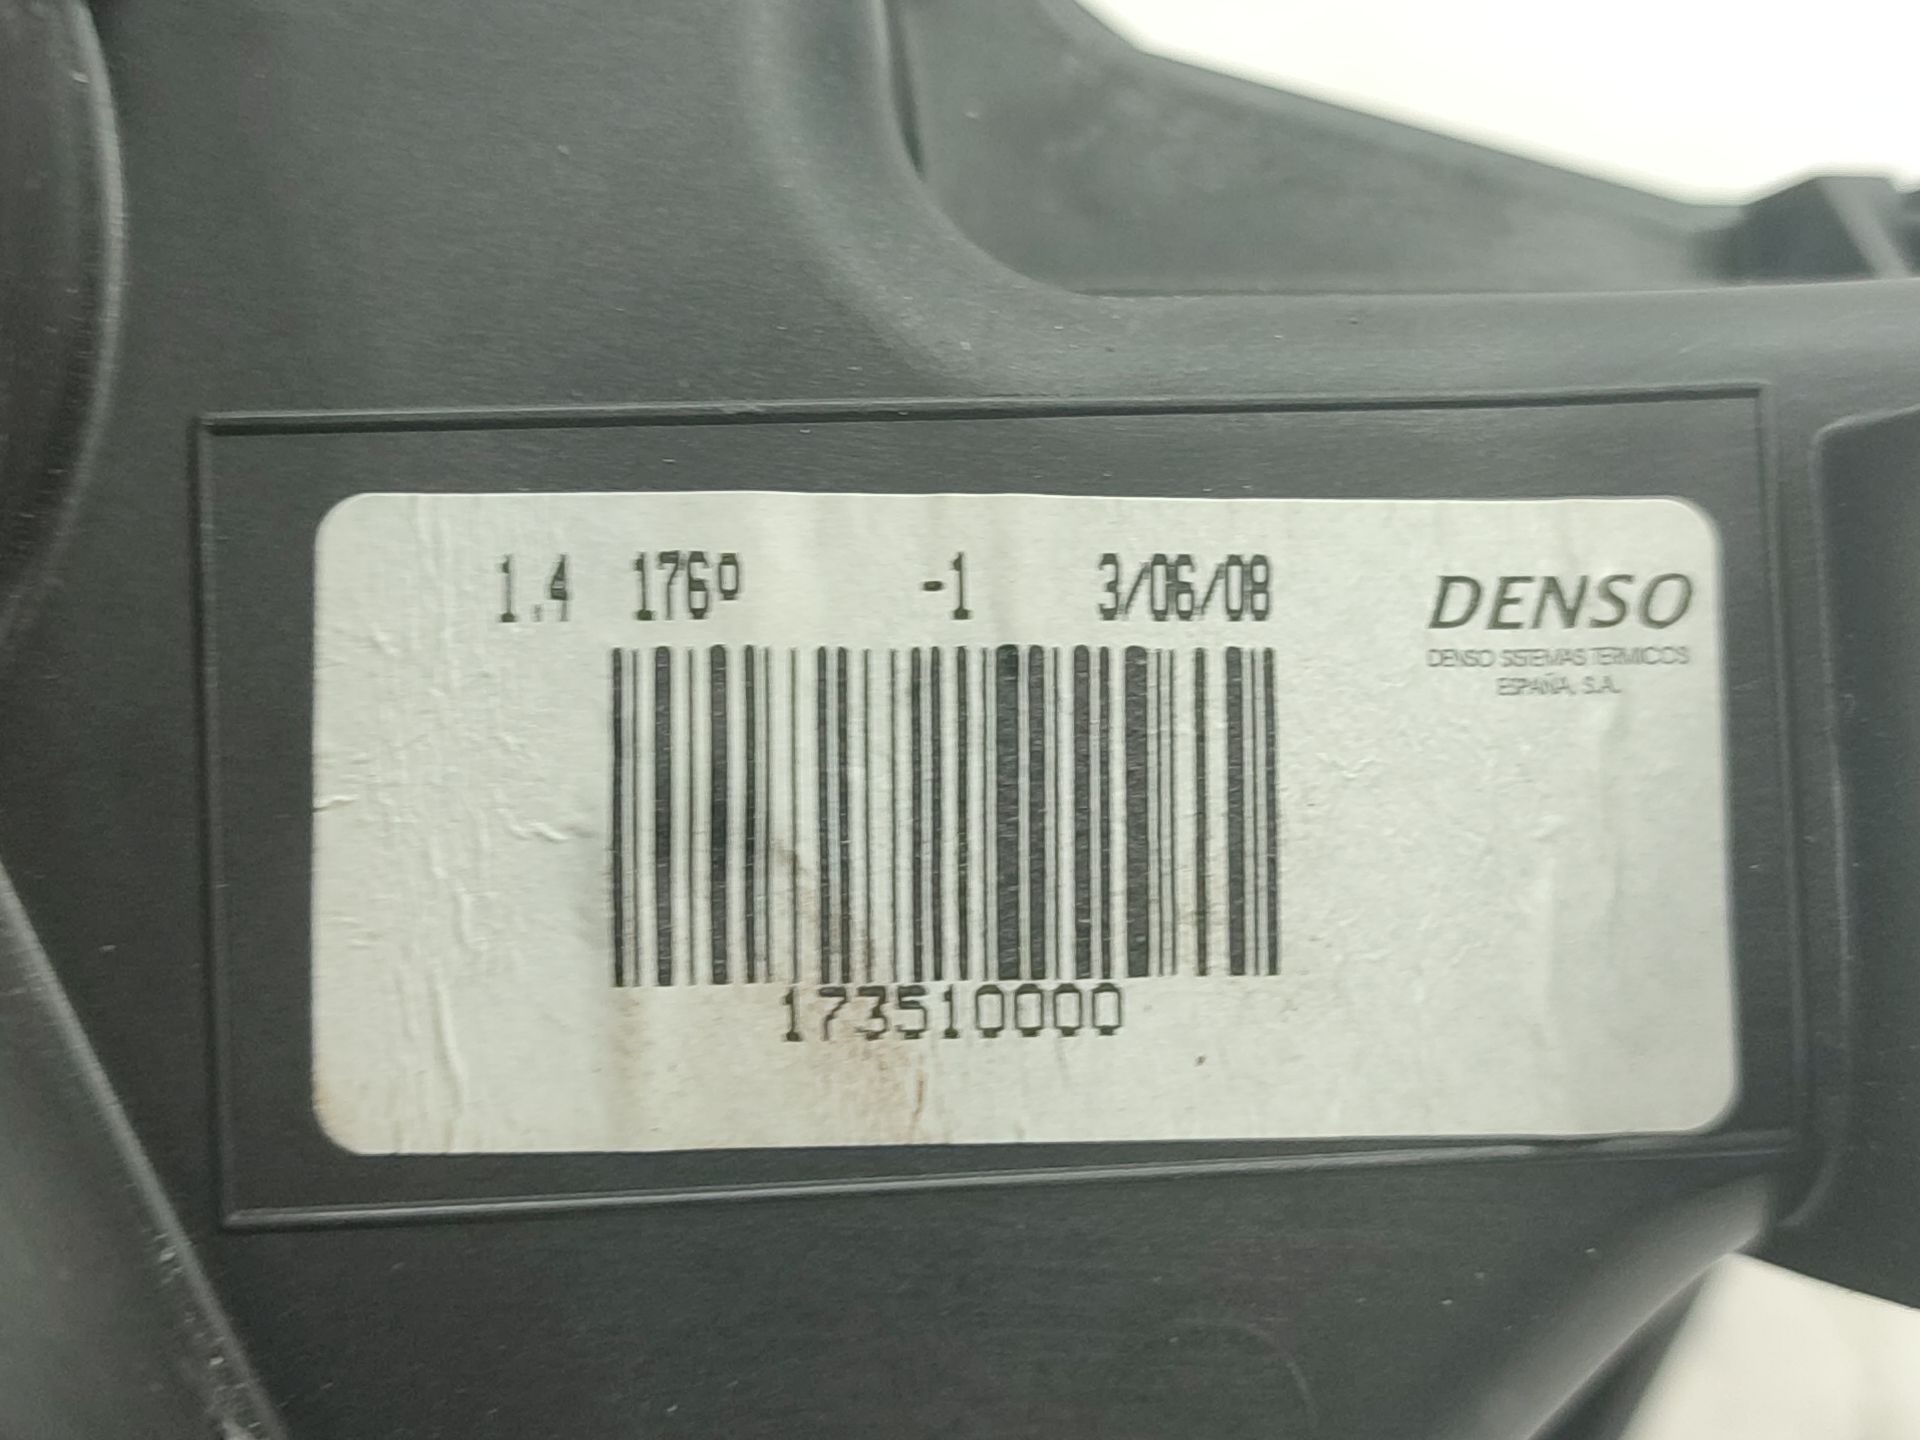 1.4 176º -1 3/06/08
DENSO
DENSO SISTEMAS TERMICOS
ESPAÑA, S.A.
173510000